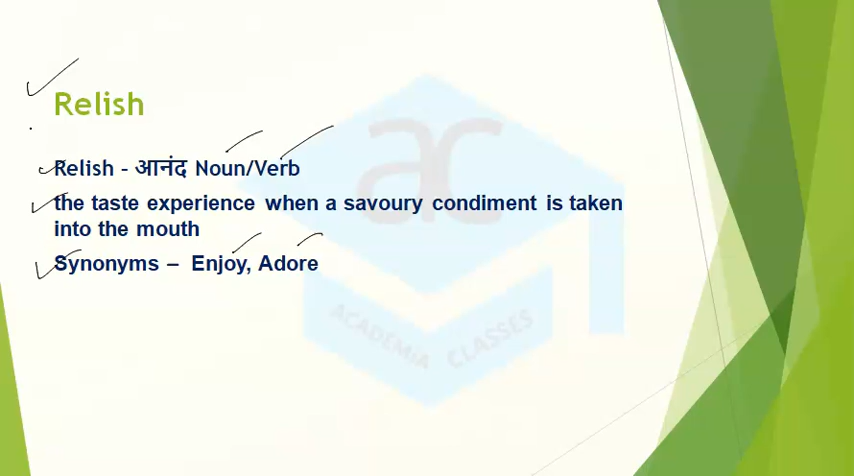 Relish
Relish - आनंद Noun/Verb
the taste experience when a savoury condiment is taken
into the mouth
Synonyms – Enjoy, Adore
ac
ACADEMIA CLASSES